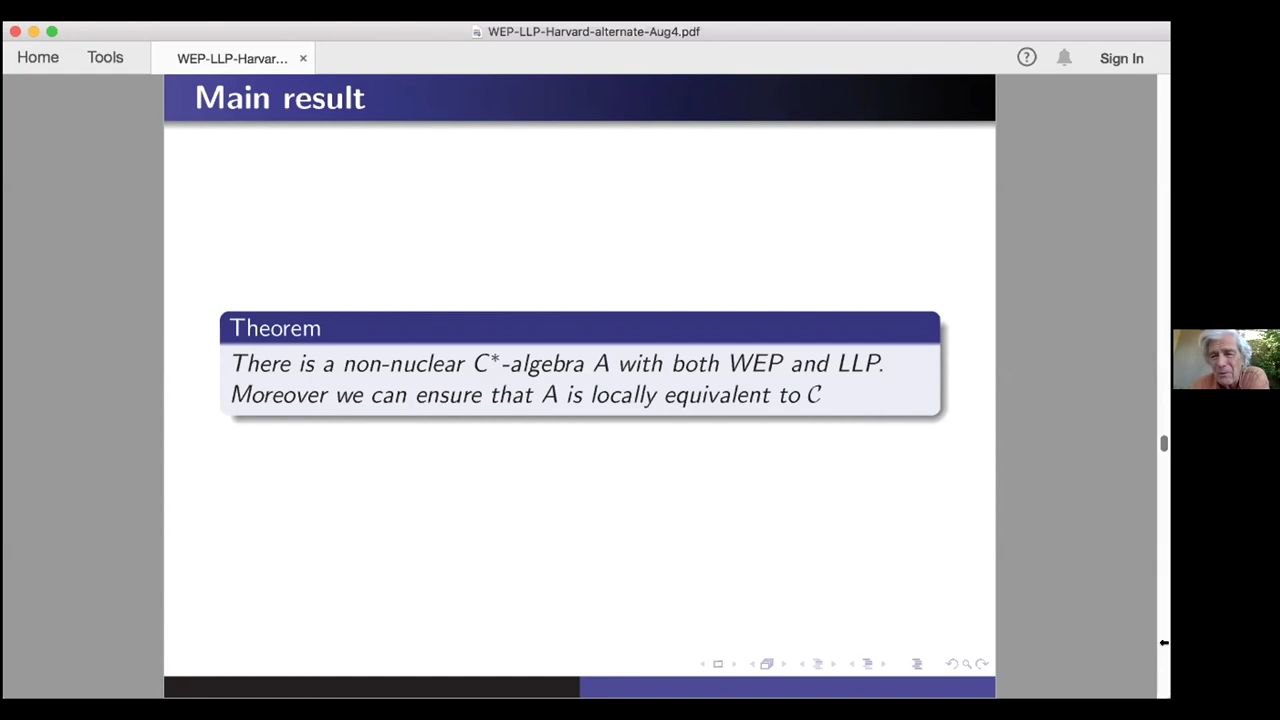 WEP-LLP-Harvard-alternate-Aug4.pdf
Home Tools WEP-LLP-Harvar... × Sign In
Main result
Theorem
There is a non-nuclear C*-algebra A with both WEP and LLP.
Moreover we can ensure that A is locally equivalent to 𝒞